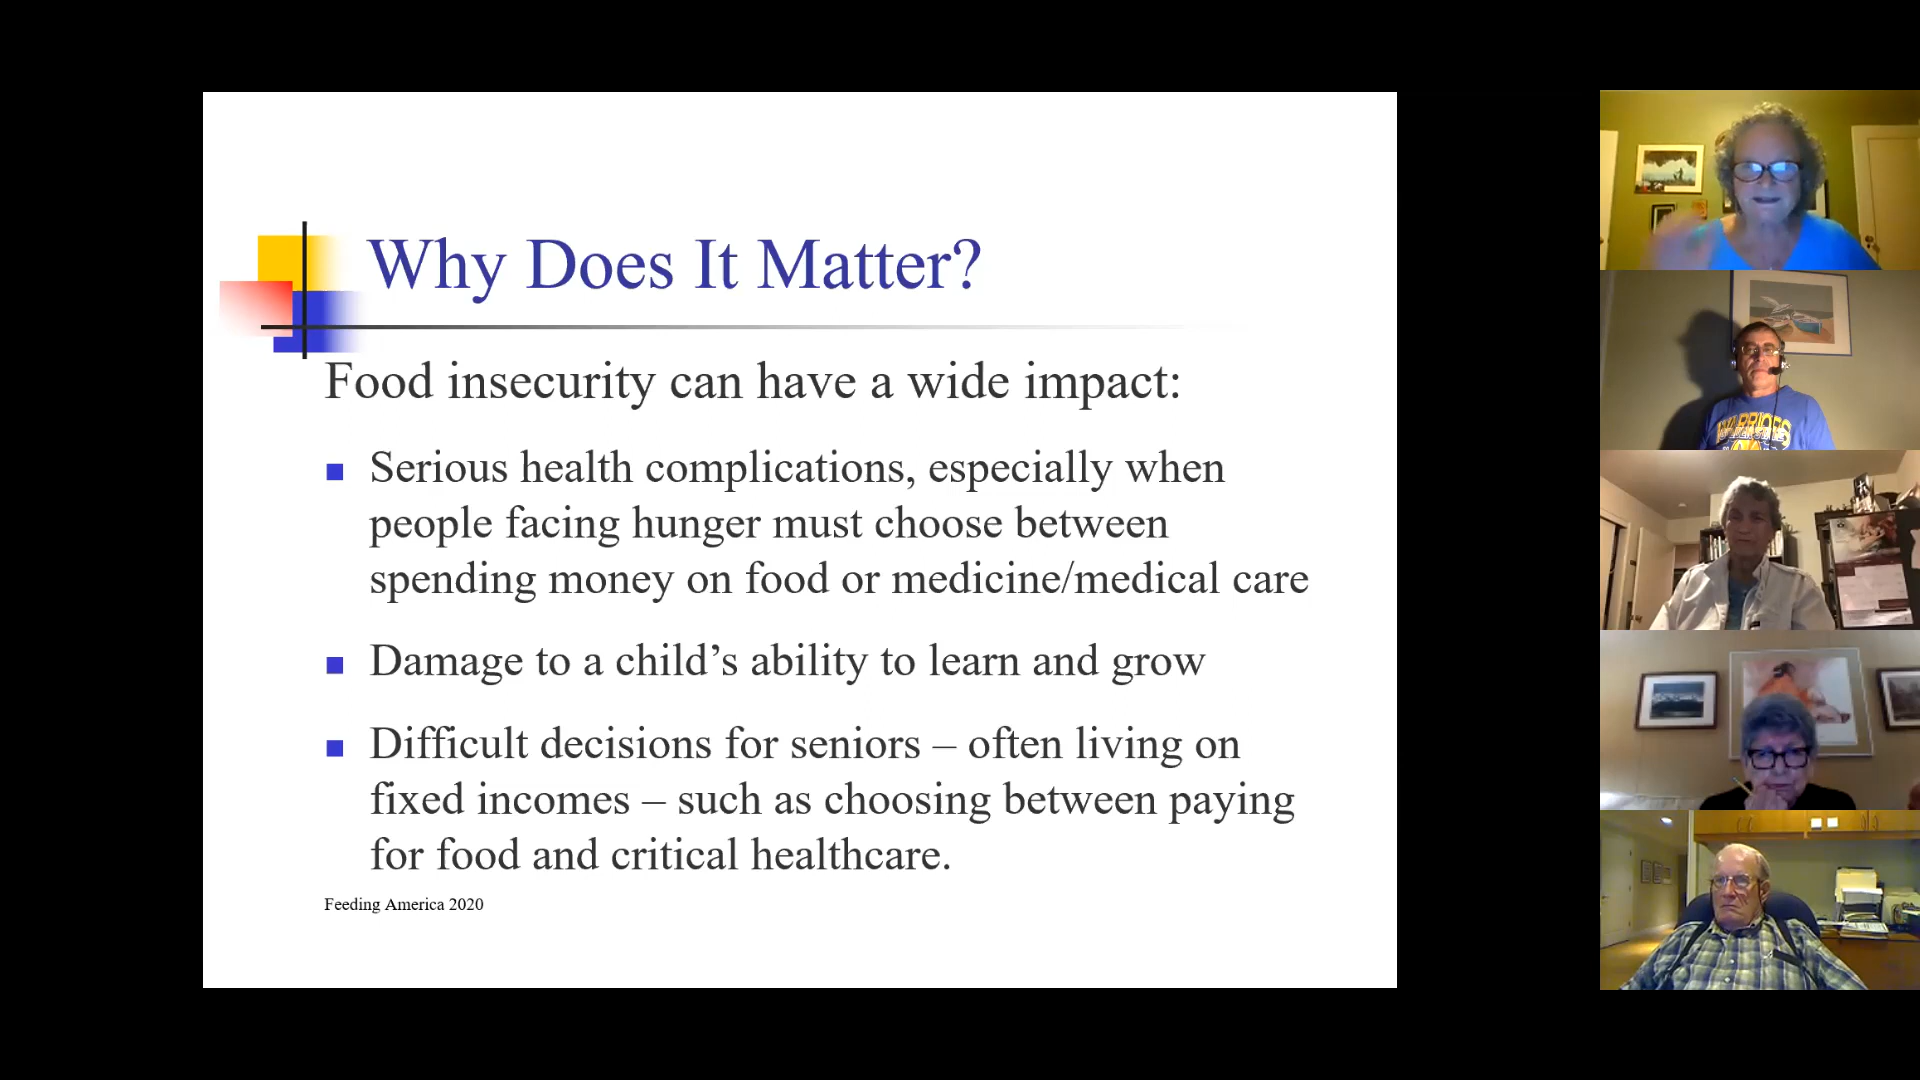 Why Does It Matter?
Food insecurity can have a wide impact:
Serious health complications, especially when
people facing hunger must choose between
spending money on food or medicine/medical care
Damage to a child’s ability to learn and grow
Difficult decisions for seniors – often living on
fixed incomes – such as choosing between paying
for food and critical healthcare.
Feeding America 2020
WARRIORS